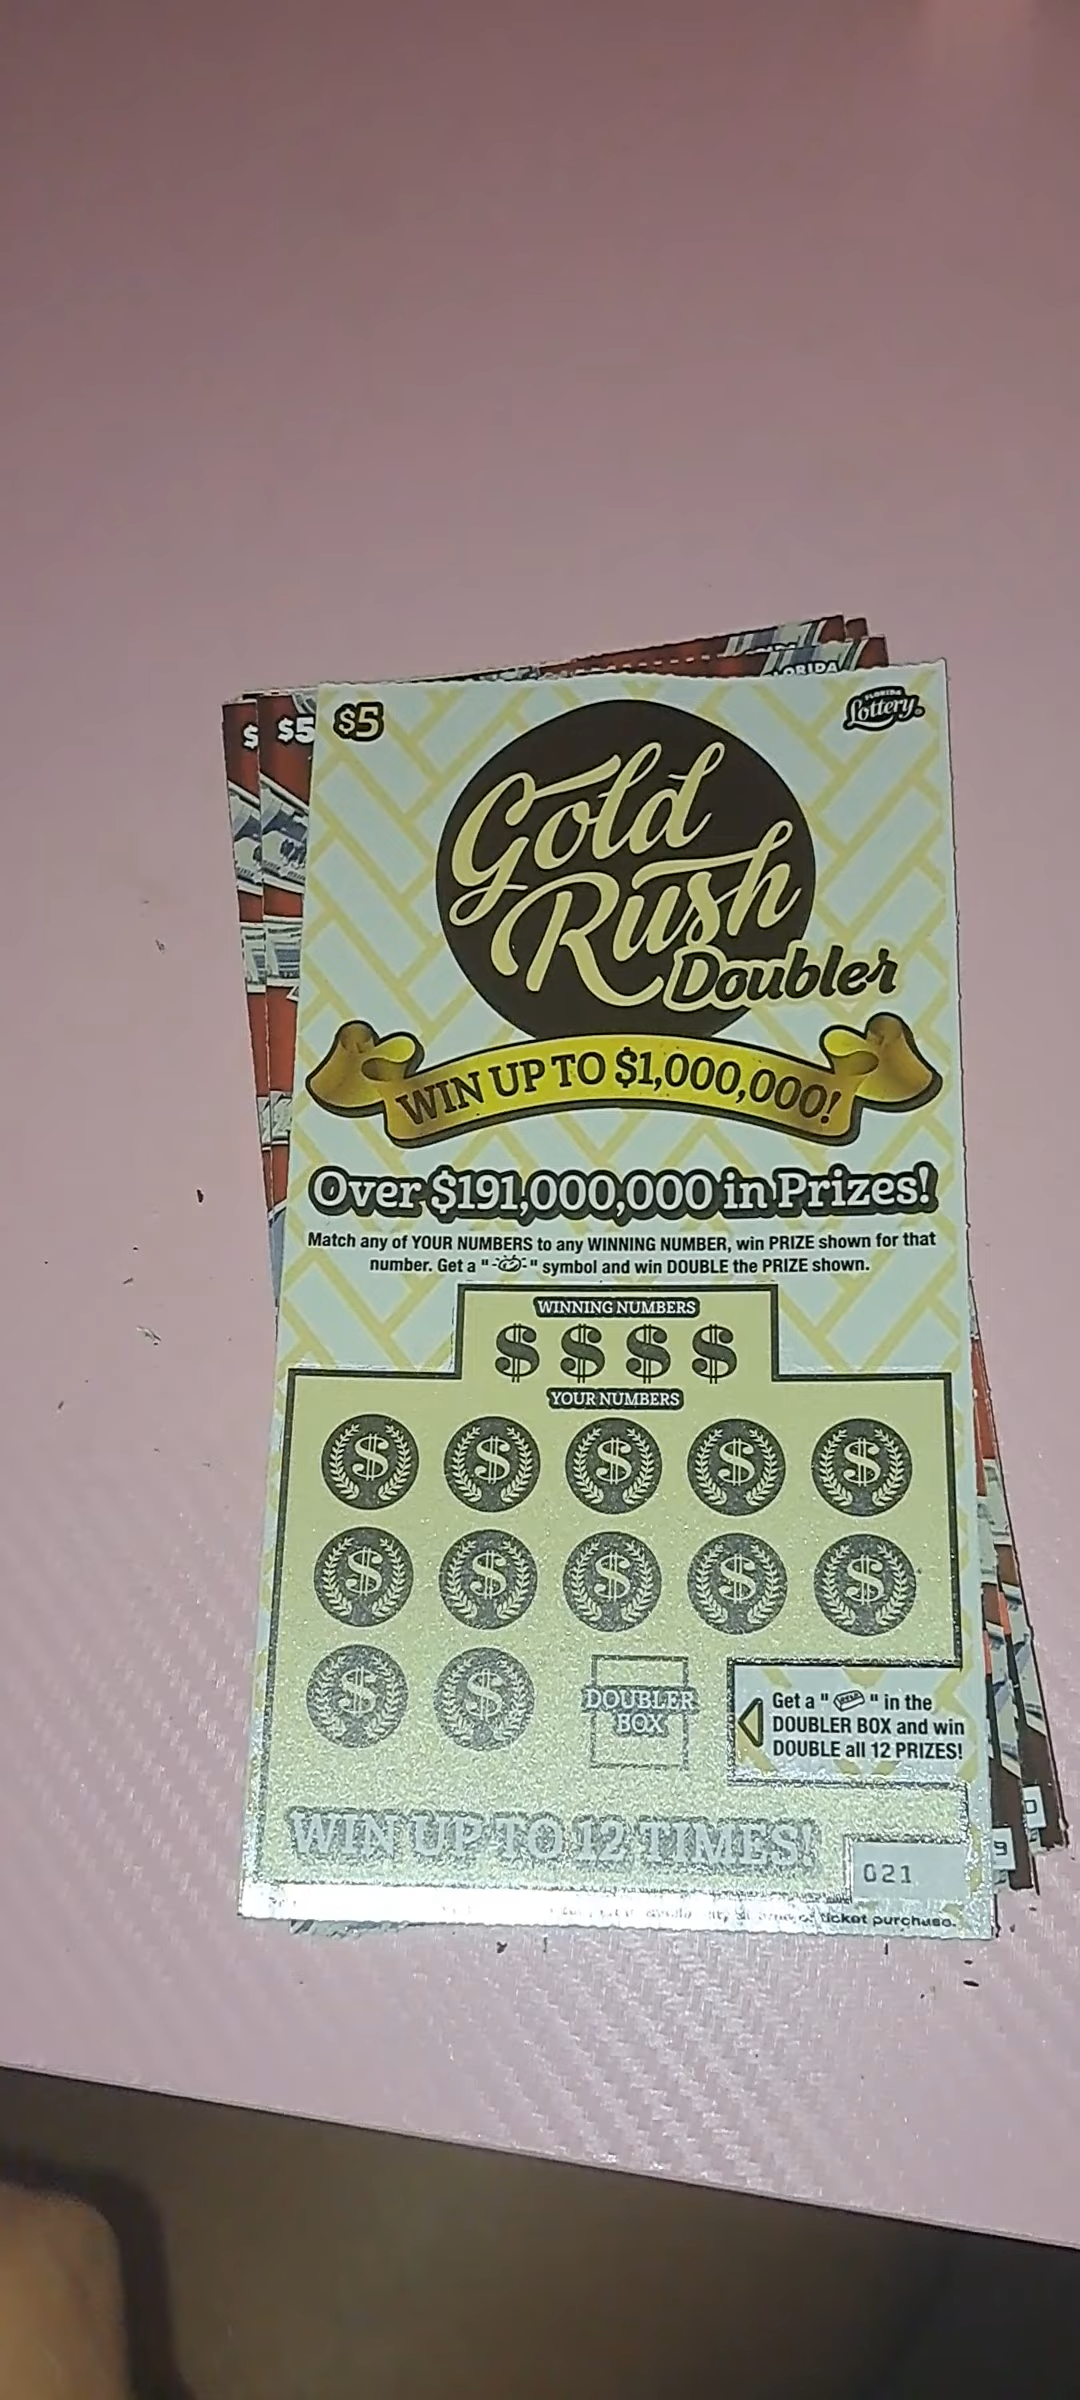 $5
$
$5
FLORIDA
Lottery
Gold
Rush
Doubler
WIN UP TO $1,000,000!
Over $191,000,000 in Prizes!
Match any of YOUR NUMBERS to any WINNING NUMBER, win PRIZE shown for that
number. Get a " " symbol and win DOUBLE the PRIZE shown.
WINNING NUMBERS
$ $ $ $
YOUR NUMBERS
$ $ $ $ $
$ $ $ $ $
$ $
DOUBLER
BOX
Get a " " in the
DOUBLER BOX and win
DOUBLE all 12 PRIZES!
WIN UP TO 12 TIMES!
021
9
ticket purchase.